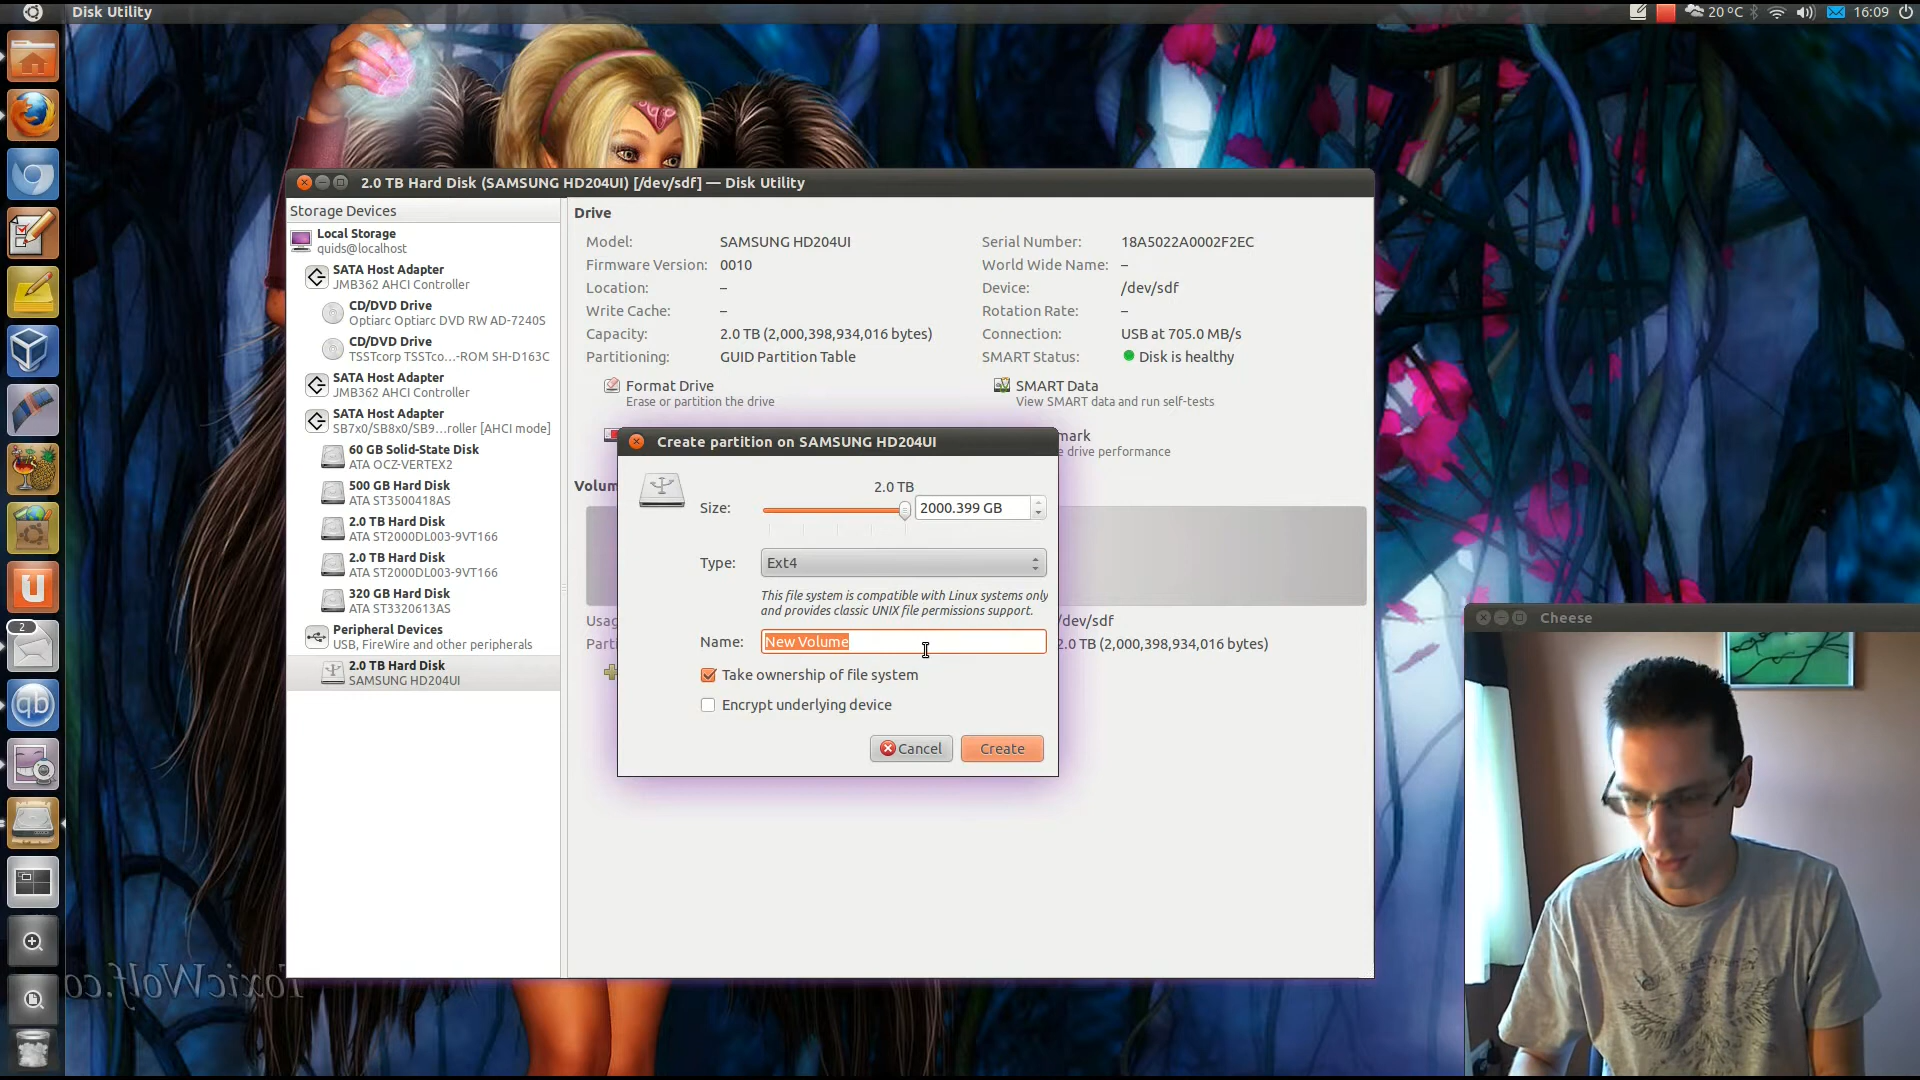 Disk Utility
20 °C
16:09
2.0 TB Hard Disk (SAMSUNG HD204UI) [/dev/sdf] — Disk Utility
Storage Devices
Local Storage
quids@localhost
SATA Host Adapter
JMB362 AHCI Controller
CD/DVD Drive
Optiarc Optiarc DVD RW AD-7240S
CD/DVD Drive
TSSTcorp TSSTco...-ROM SH-D163C
SATA Host Adapter
JMB362 AHCI Controller
SATA Host Adapter
SB7x0/SB8x0/SB9...roller [AHCI mode]
60 GB Solid-State Disk
ATA OCZ-VERTEX2
500 GB Hard Disk
ATA ST3500418AS
2.0 TB Hard Disk
ATA ST2000DL003-9VT166
2.0 TB Hard Disk
ATA ST2000DL003-9VT166
320 GB Hard Disk
ATA ST3320613AS
Peripheral Devices
USB, FireWire and other peripherals
2.0 TB Hard Disk
SAMSUNG HD204UI
2
Drive
Model: SAMSUNG HD204UI
Serial Number: 18A5022A0002F2EC
Firmware Version: 0010
World Wide Name: –
Location: –
Device: /dev/sdf
Write Cache: –
Rotation Rate: –
Capacity: 2.0 TB (2,000,398,934,016 bytes)
Connection: USB at 705.0 MB/s
Partitioning: GUID Partition Table
SMART Status: Disk is healthy
Format Drive
Erase or partition the drive
SMART Data
View SMART data and run self-tests
mark
e drive performance
Volum
Usag
/dev/sdf
Parti
2.0 TB (2,000,398,934,016 bytes)
Create partition on SAMSUNG HD204UI
2.0 TB
Size: 2000.399 GB
Type: Ext4
This file system is compatible with Linux systems only
and provides classic UNIX file permissions support.
Name: New Volume
Take ownership of file system
Encrypt underlying device
Cancel
Create
Cheese
ToxicWolf.co
U
qb